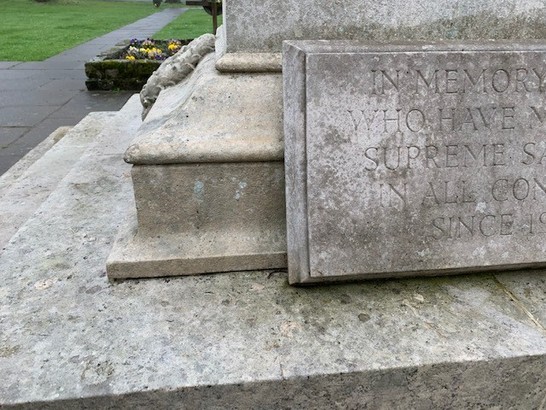 IN MEMORY
WHO HAVE
SUPREME SA
IN ALL CON
SINCE 19